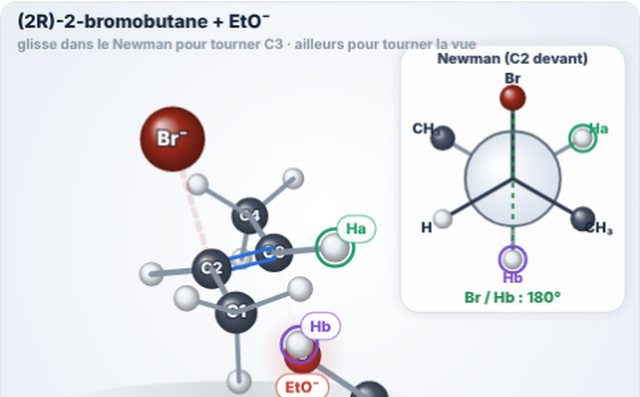 (2R)-2-bromobutane + EtO⁻
glisse dans le Newman pour tourner C3 · ailleurs pour tourner la vue
Newman (C2 devant)
Br
CH₃
Ha
H
CH₃
Hb
Br / Hb : 180°
Br⁻
C4
Ha
C2
C3
C1
Hb
EtO⁻